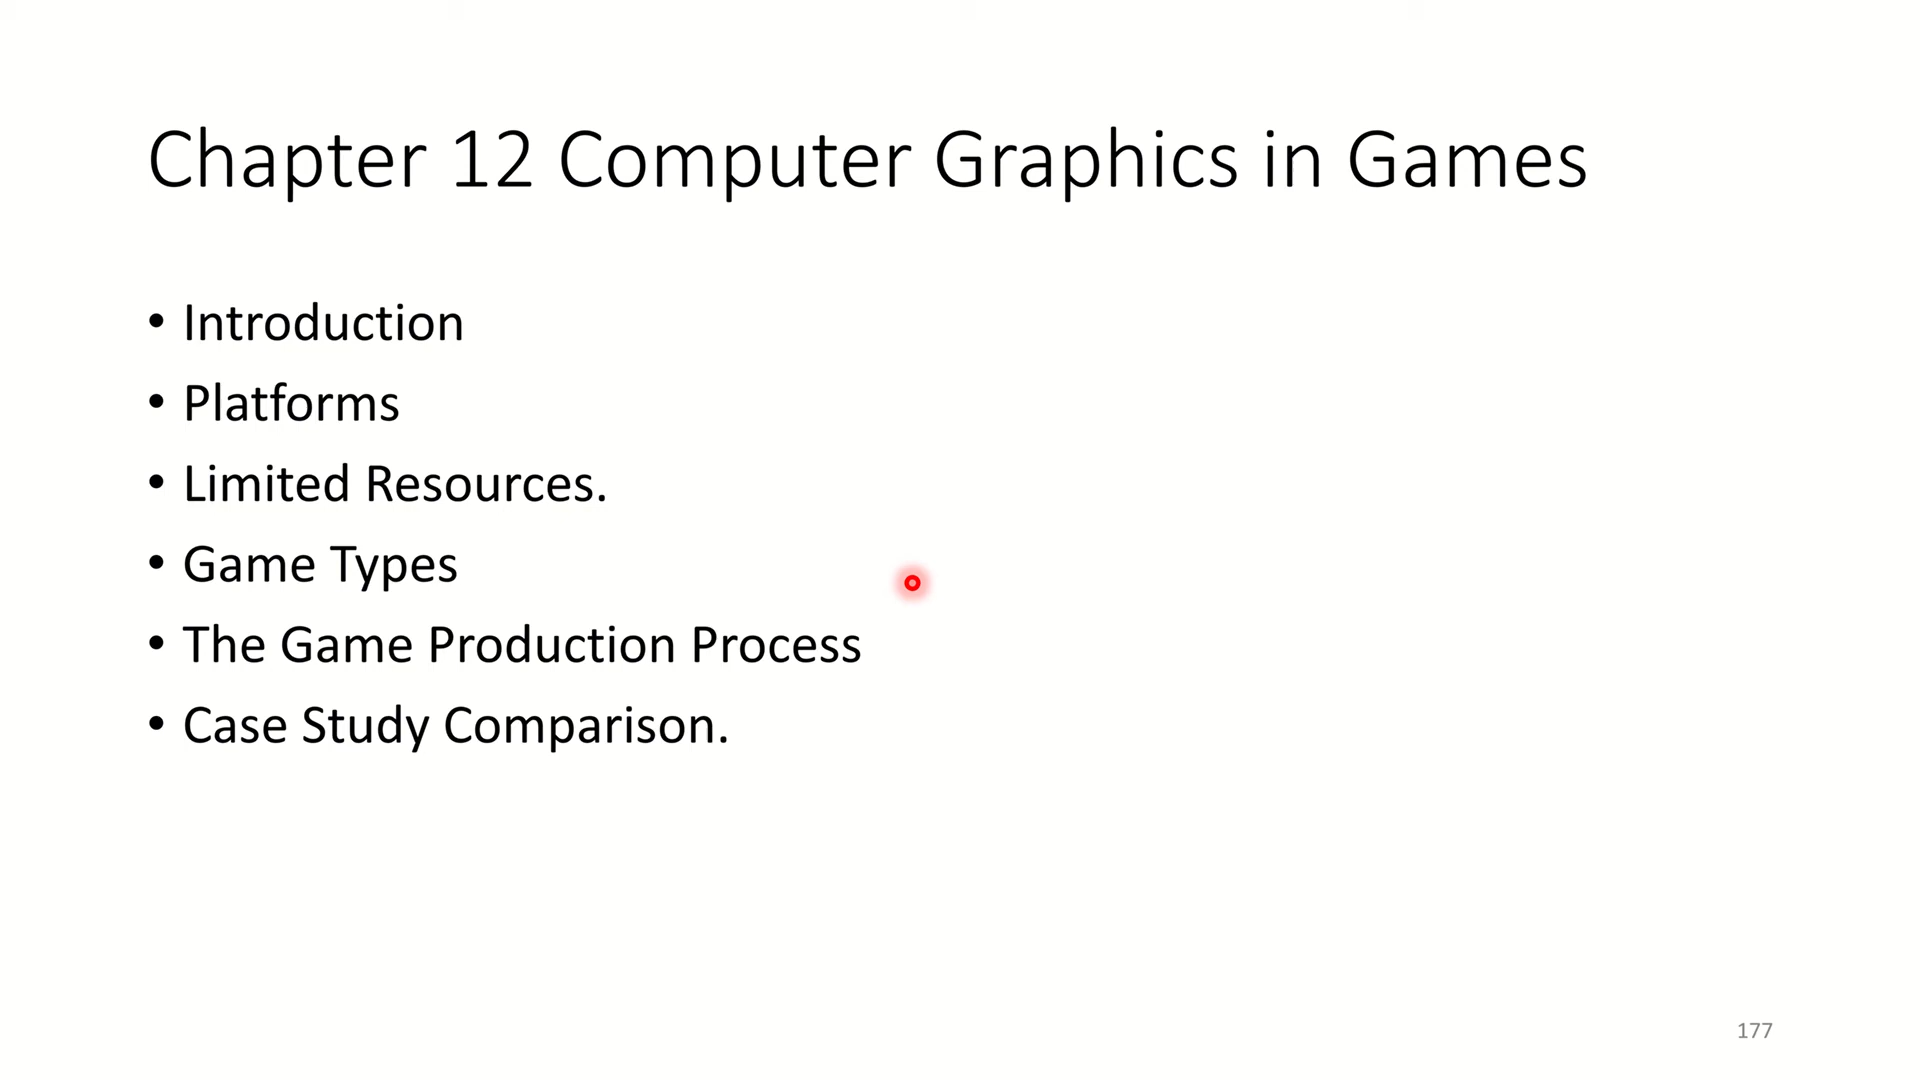 Chapter 12 Computer Graphics in Games
• Introduction
• Platforms
• Limited Resources.
• Game Types
• The Game Production Process
• Case Study Comparison.
177